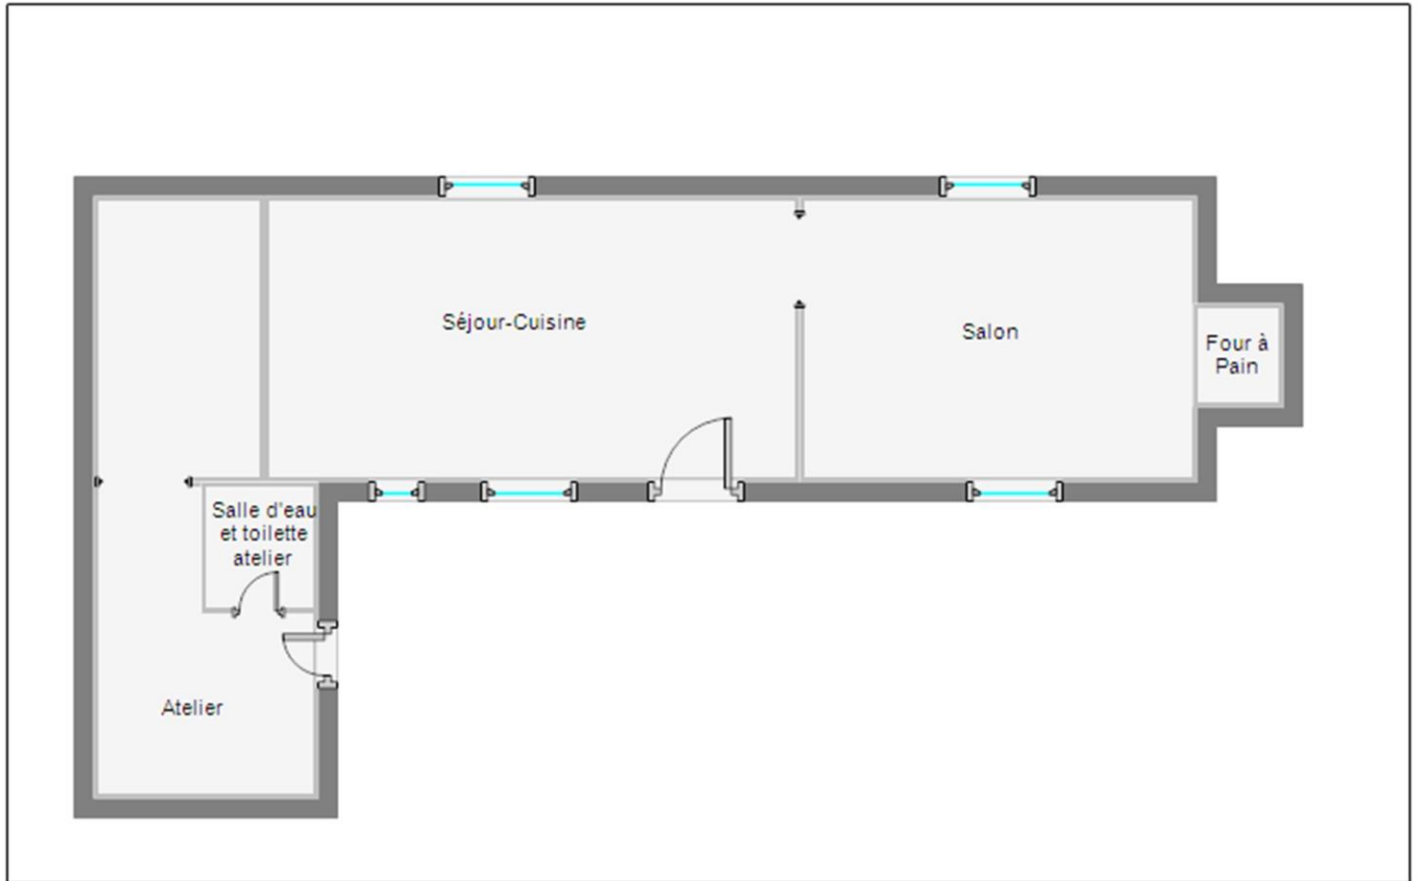 Séjour-Cuisine
Salon
Four à
Pain
Salle d'eau
et toilette
atelier
Atelier